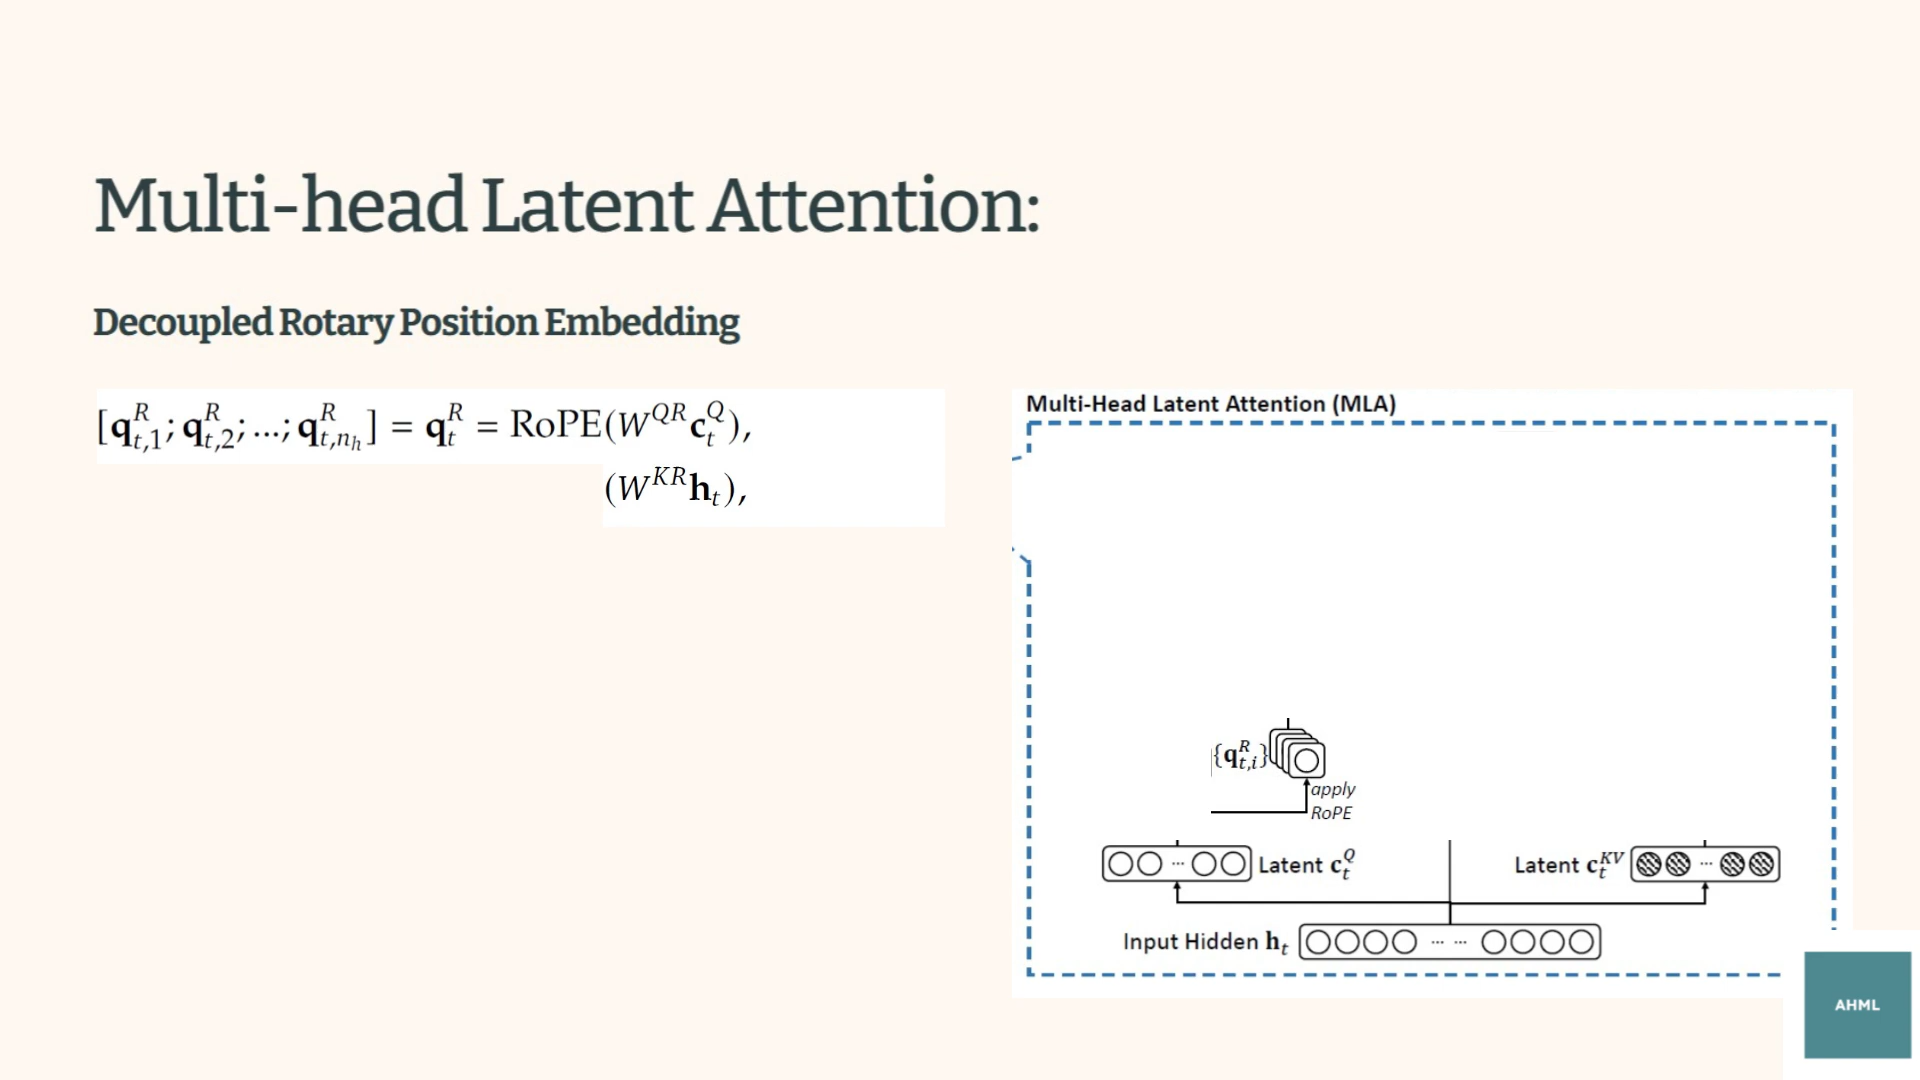 Multi-head Latent Attention:
Decoupled Rotary Position Embedding
[𝐪^R_{t,1}; 𝐪^R_{t,2}; ...; 𝐪^R_{t,n_h}] = 𝐪^R_t = RoPE(W^{QR}𝐜^Q_t),
(W^{KR}𝐡_t),
Multi-Head Latent Attention (MLA)
{𝐪^R_{t,i}}
apply
RoPE
... Latent 𝐜^Q_t
Latent 𝐜^{KV}_t ...
Input Hidden 𝐡_t ... ...
AHML